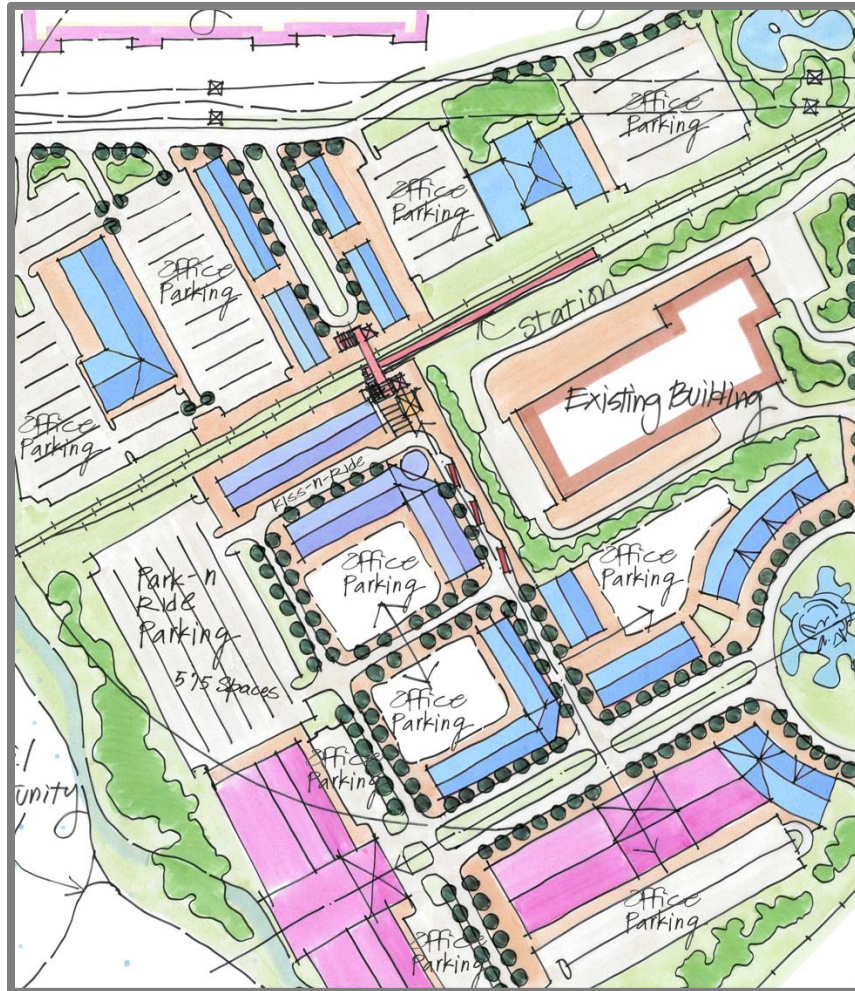 Office
Parking
Office
Parking
Office
Parking
station
Existing Building
Office
Parking
Kiss-n-Ride
Office
Parking
Office
Parking
Park-n
Ride
Parking
575 Spaces
Office
Parking
Office
Parking
unity
Office
Parking
Office
Parking